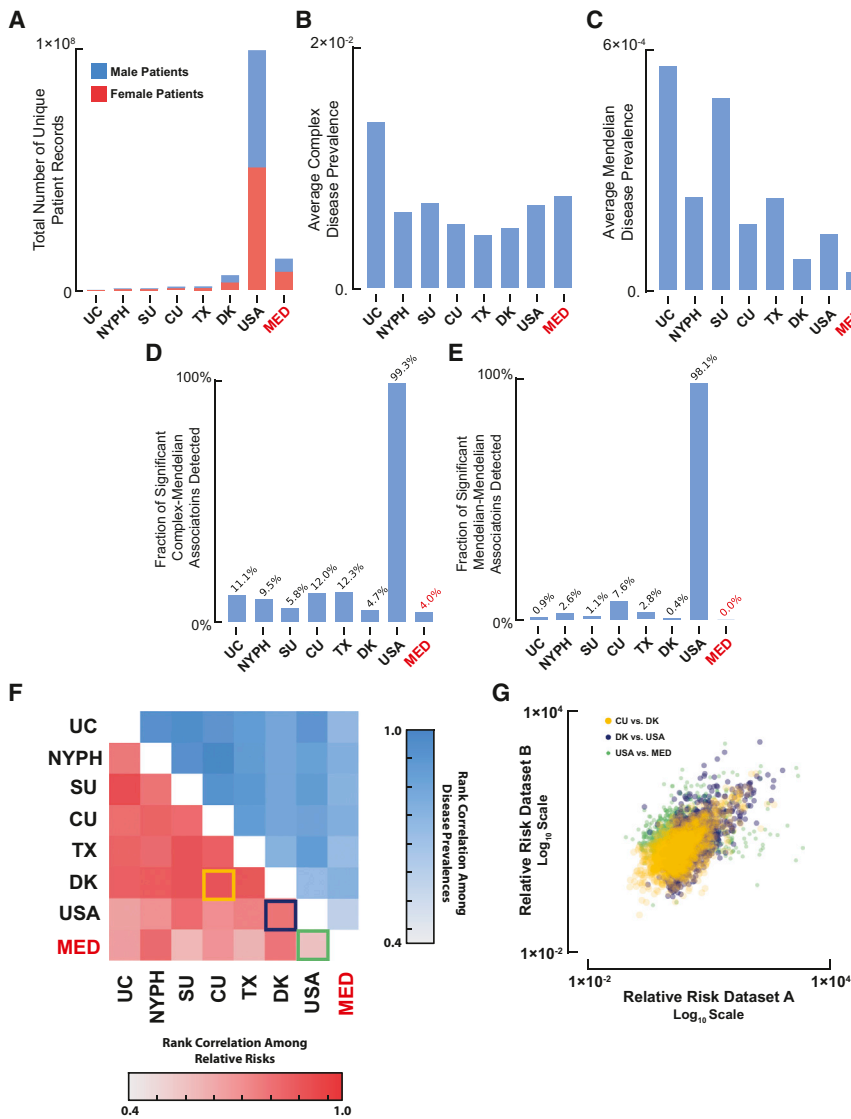 A
1×10⁸
Total Number of Unique
Patient Records
Male Patients
Female Patients
0
UC NYPH SU CU TX DK USA MED
B
2×10⁻²
Average Complex
Disease Prevalence
0.
UC NYPH SU CU TX DK USA MED
C
6×10⁻⁴
Average Mendelian
Disease Prevalence
0.
UC NYPH SU CU TX DK USA
D
100%
Fraction of Significant
Complex-Mendelian
Associatoins Detected
0%
11.1% 9.5% 5.8% 12.0% 12.3% 4.7% 99.3% 4.0%
UC NYPH SU CU TX DK USA MED
E
100%
Fraction of Significant
Mendelian-Mendelian
Associatoins Detected
0%
0.9% 2.6% 1.1% 7.6% 2.8% 0.4% 98.1% 0.0%
UC NYPH SU CU TX DK USA MED
F
UC
NYPH
SU
CU
TX
DK
USA
MED
UC NYPH SU CU TX DK USA MED
1.0
0.4
Rank Correlation Among
Disease Prevalences
Rank Correlation Among
Relative Risks
0.4 1.0
G
1×10⁴
CU vs. DK
DK vs. USA
USA vs. MED
Relative Risk Dataset B
Log₁₀ Scale
1×10⁻²
1×10⁻² 1×10⁴
Relative Risk Dataset A
Log₁₀ Scale